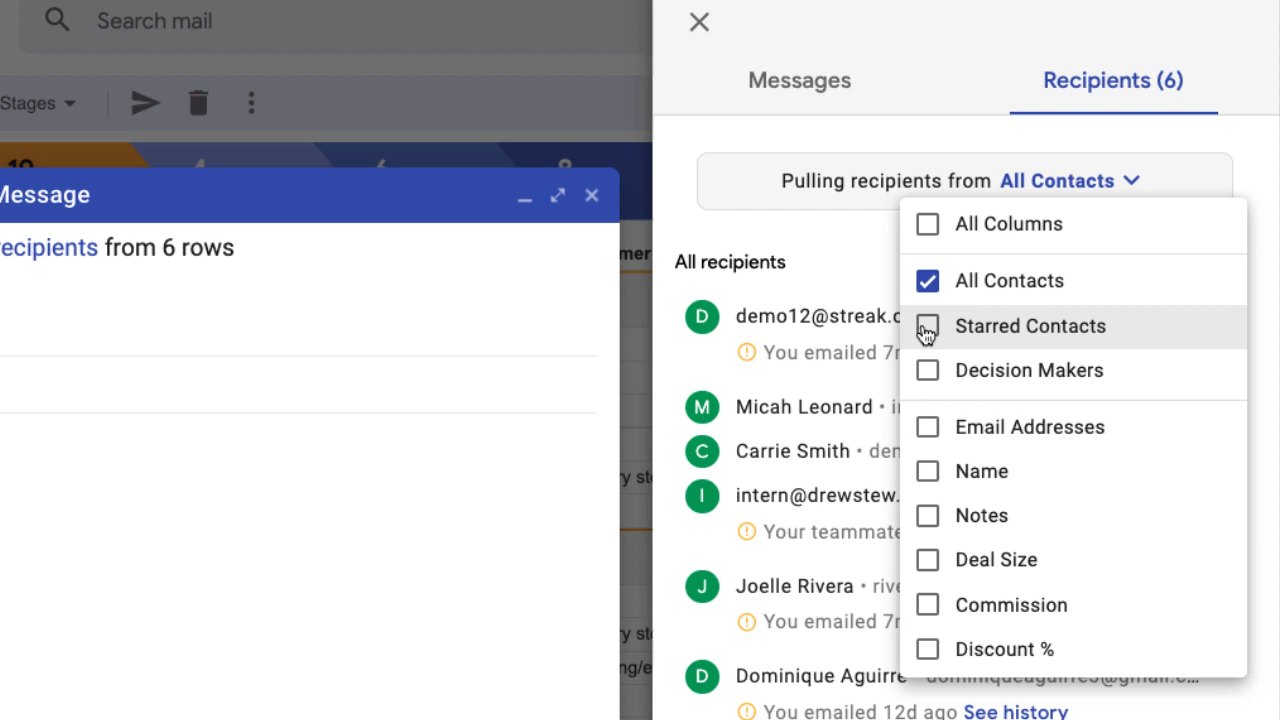 Search mail
Stages
Message
recipients from 6 rows
Messages
Recipients (6)
Pulling recipients from All Contacts
All recipients
demo12@streak.c
You emailed 7
Micah Leonard •
Carrie Smith • der
intern@drewstew.
Your teammate
Joelle Rivera • rive
You emailed 7
Dominique Aguirre
You emailed 12d ago See history
All Columns
All Contacts
Starred Contacts
Decision Makers
Email Addresses
Name
Notes
Deal Size
Commission
Discount %